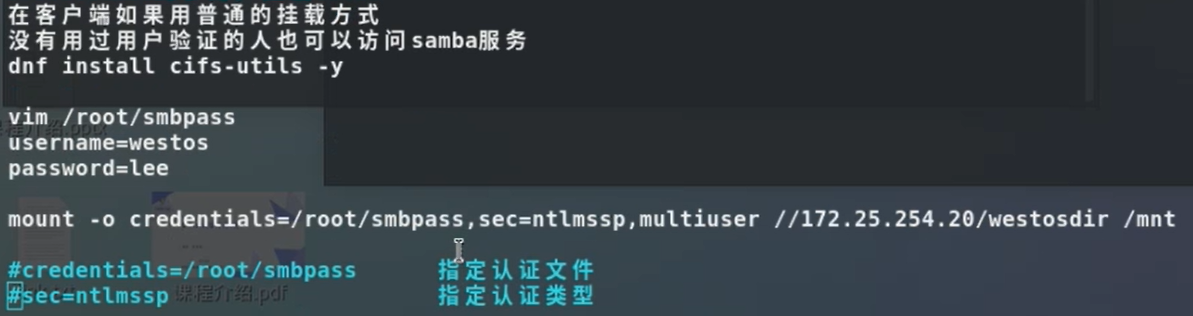 在客户端如果用普通的挂载方式
没有用过用户验证的人也可以访问samba服务
dnf install cifs-utils -y
vim /root/smbpass
username=westos
password=lee
mount -o credentials=/root/smbpass,sec=ntlmssp,multiuser //172.25.254.20/westosdir /mnt
#credentials=/root/smbpass 指定认证文件
#sec=ntlmssp 指定认证类型
课程介绍.pdf